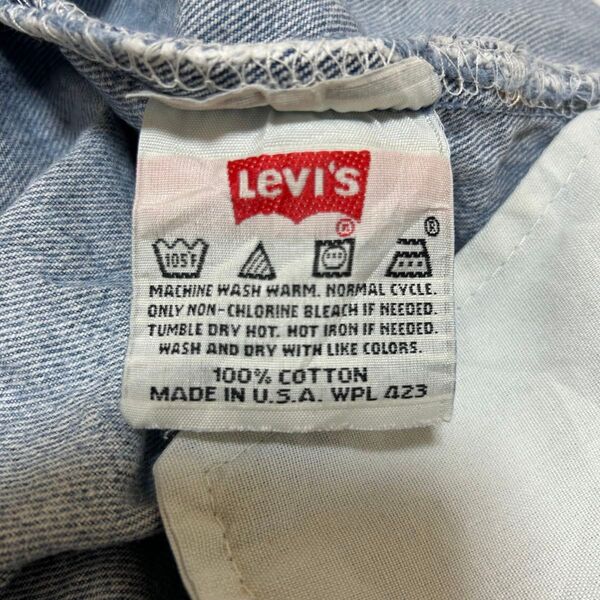 LEVI'S
®
®
105F
MACHINE WASH WARM. NORMAL CYCLE.
ONLY NON-CHLORINE BLEACH IF NEEDED.
TUMBLE DRY HOT. HOT IRON IF NEEDED.
WASH AND DRY WITH LIKE COLORS.
100% COTTON
MADE IN U.S.A. WPL 423